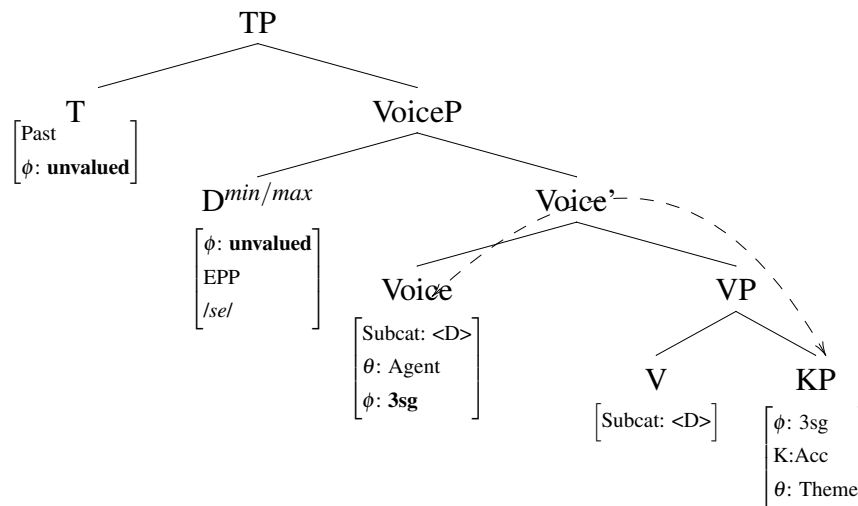 TP
T
VoiceP
Past
ϕ: unvalued
D^min/max
Voice'
ϕ: unvalued
EPP
/se/
Voice
VP
Subcat: <D>
θ: Agent
ϕ: 3sg
V
KP
Subcat: <D>
ϕ: 3sg
K:Acc
θ: Theme